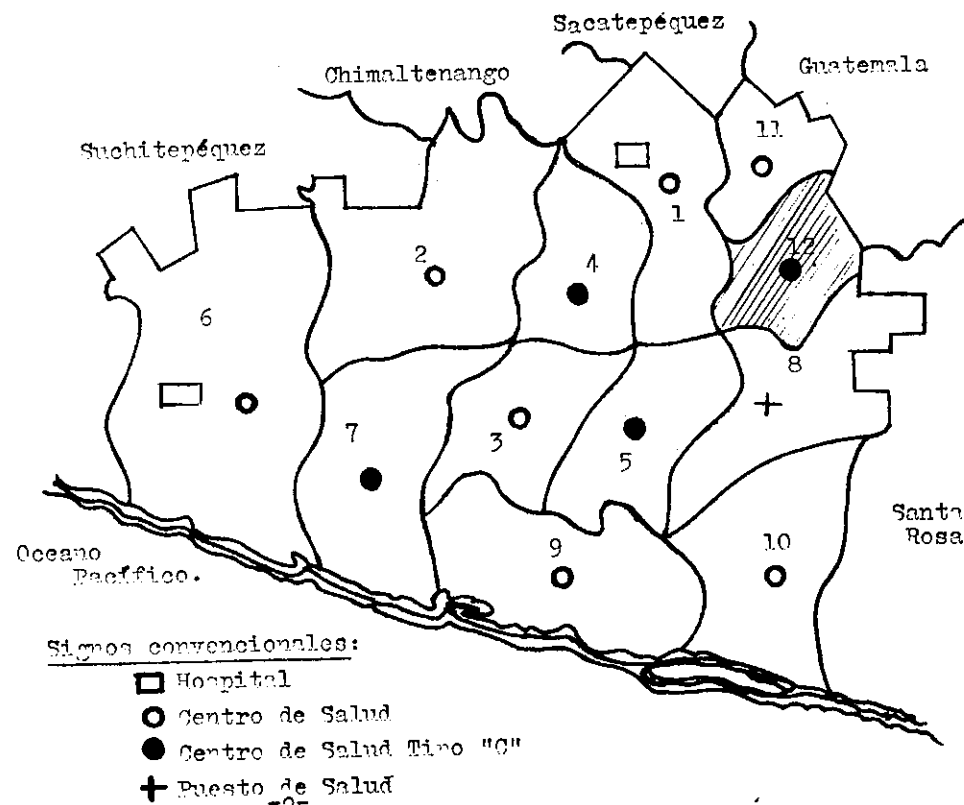 Sacatepéquez
Chimaltenango
Guatemala
Suchitepéquez
11
1
12
2
4
6
8
7
3
5
Santa
Rosa
9
10
Oceano
Pacífico.
Signos convencionales:
Hospital
Centro de Salud
Centro de Salud Tipo "C"
Puesto de Salud